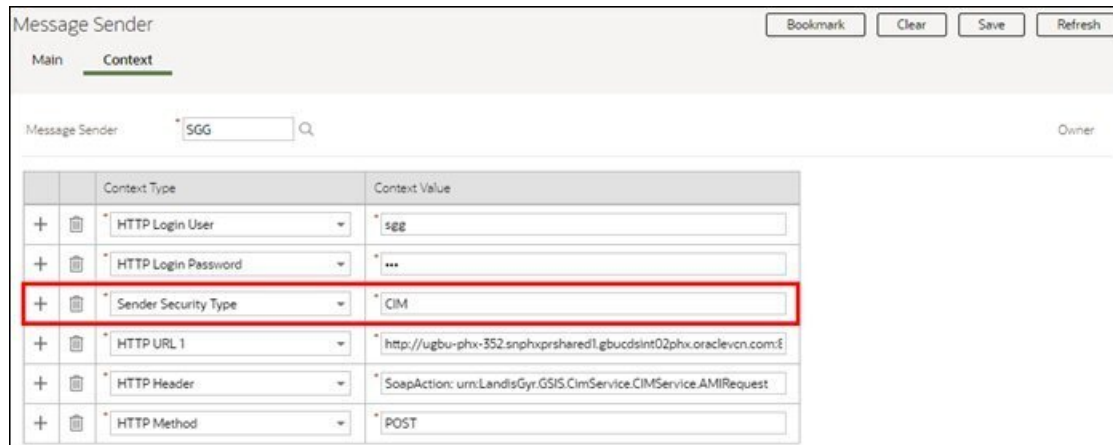 Message Sender Bookmark Clear Save Refresh
Main Context
Message Sender * SGG Owner
Context Type Context Value
* HTTP Login User * sgg
* HTTP Login Password * •••
* Sender Security Type * CIM
* HTTP URL 1 * http://ugbu-phx-352.snphxprshared1.gbucdsint02phx.oraclevcn.com:8
* HTTP Header * SoapAction: urn:LandisGyr.GSIS.CimService.CIMService.AMIRequest
* HTTP Method * POST